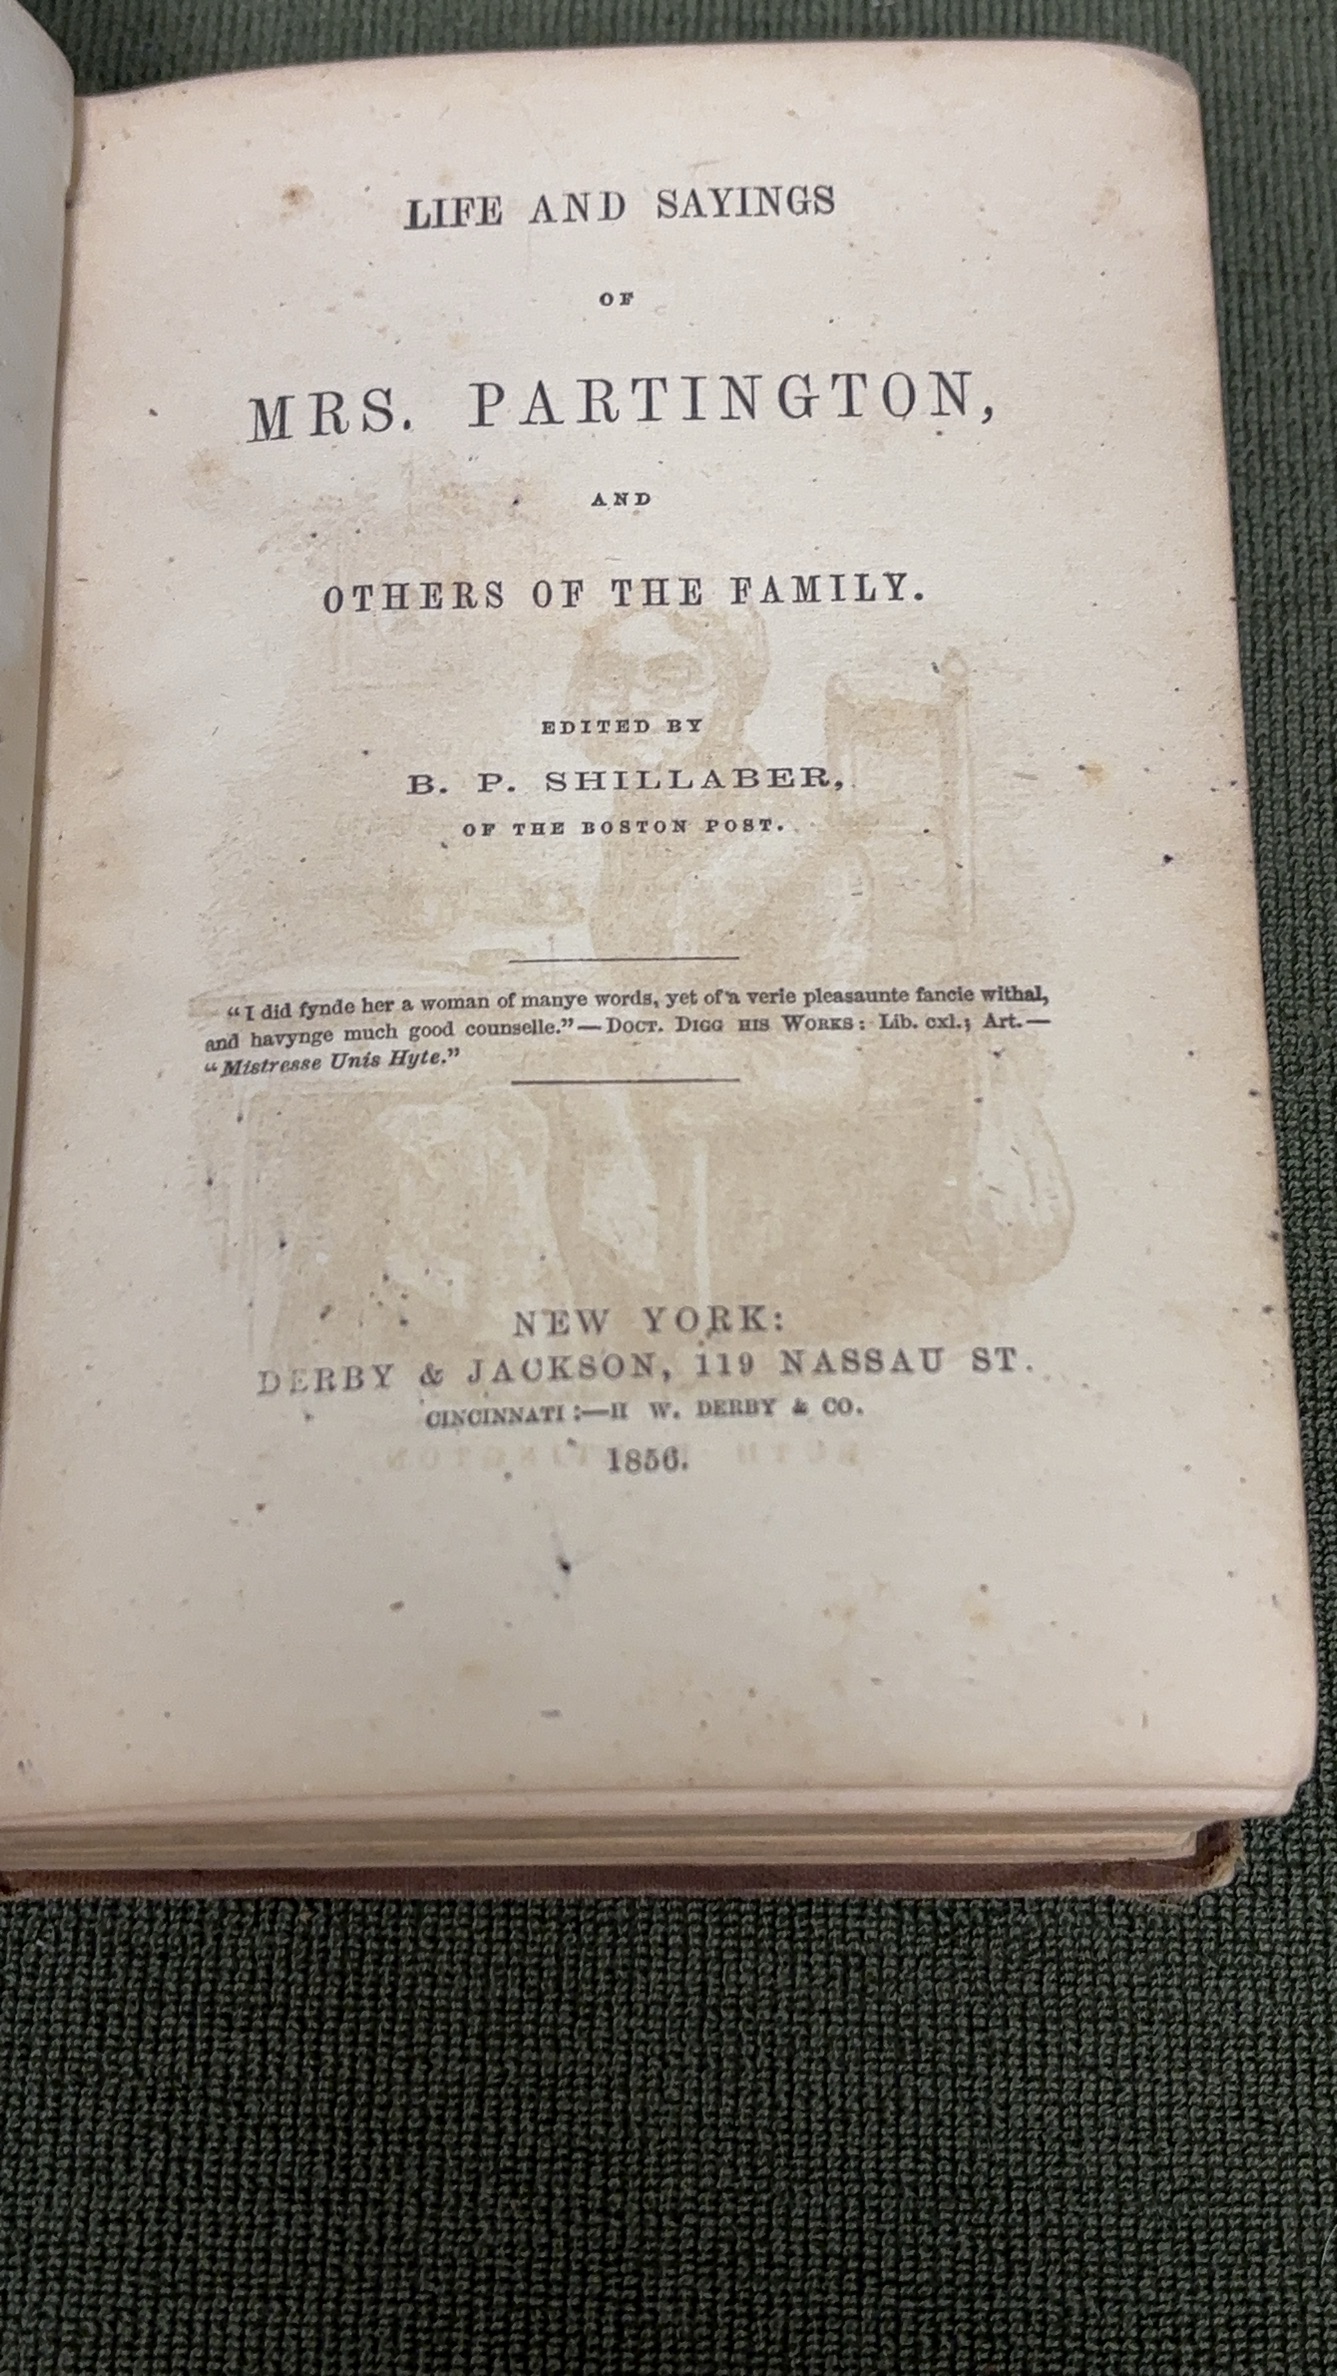 LIFE AND SAYINGS
OF
MRS. PARTINGTON,
AND
OTHERS OF THE FAMILY.
EDITED BY
B. P. SHILLABER,
OF THE BOSTON POST.
“I did fynde her a woman of manye words, yet of a verie pleasaunte fancie withal,
and havynge much good counselle.”—DOCT. DIGG HIS WORKS: Lib. cxl.; Art.—
“Mistresse Unis Hyte.”
NEW YORK:
DERBY & JACKSON, 119 NASSAU ST.
CINCINNATI:—H W. DERBY & CO.
1856.